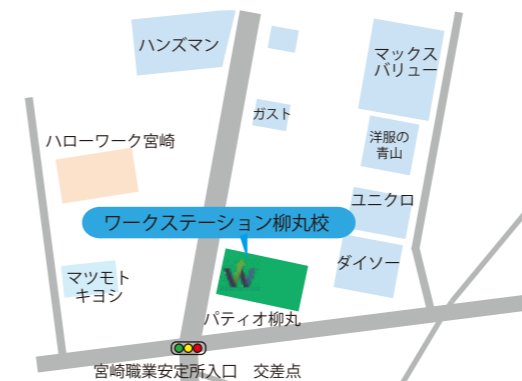 ハンズマン
マックス
バリュー
ガスト
洋服の
青山
ハローワーク宮崎
ユニクロ
ワークステーション柳丸校
ダイソー
マツモト
キヨシ
W
パティオ柳丸
宮崎職業安定所入口 交差点